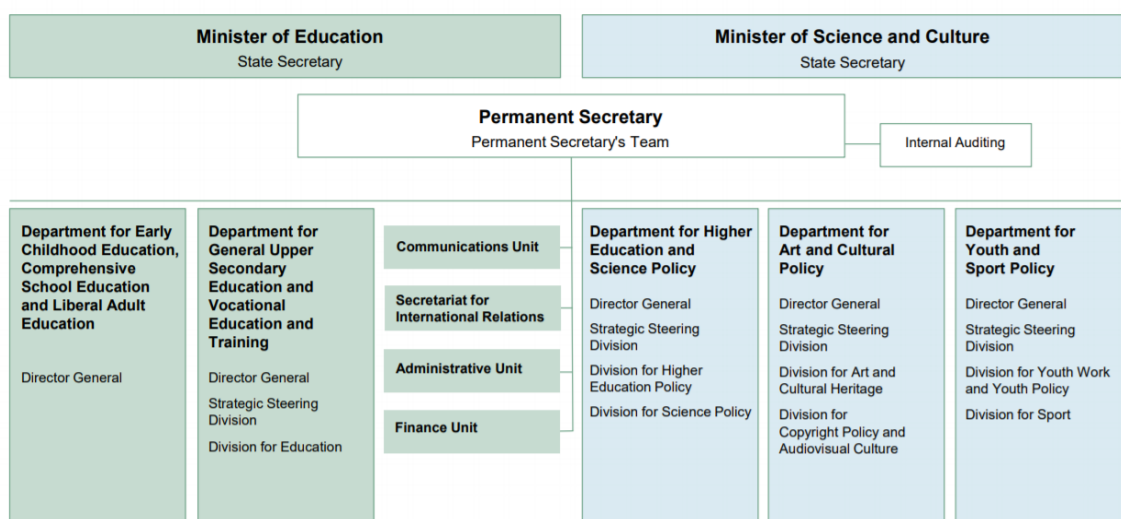 Minister of Education
State Secretary
Minister of Science and Culture
State Secretary
Permanent Secretary
Permanent Secretary's Team
Internal Auditing
Department for Early
Childhood Education,
Comprehensive
School Education
and Liberal Adult
Education
Director General
Department for
General Upper
Secondary
Education and
Vocational
Education and
Training
Director General
Strategic Steering
Division
Division for Education
Communications Unit
Secretariat for
International Relations
Administrative Unit
Finance Unit
Department for Higher
Education and
Science Policy
Director General
Strategic Steering
Division
Division for Higher
Education Policy
Division for Science Policy
Department for
Art and Cultural
Policy
Director General
Strategic Steering
Division
Division for Art and
Cultural Heritage
Division for
Copyright Policy and
Audiovisual Culture
Department for
Youth and
Sport Policy
Director General
Strategic Steering
Division
Division for Youth Work
and Youth Policy
Division for Sport